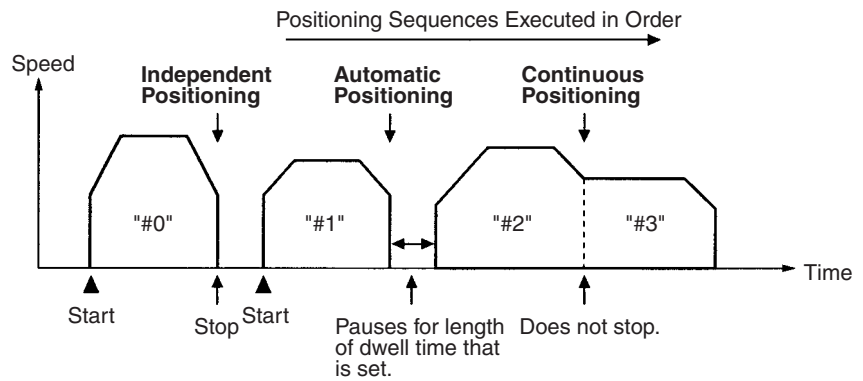 Positioning Sequences Executed in Order
Speed
Independent
Positioning
Automatic
Positioning
Continuous
Positioning
"#0"
"#1"
"#2"
"#3"
Time
Start
Stop
Start
Pauses for length
of dwell time that
is set.
Does not stop.